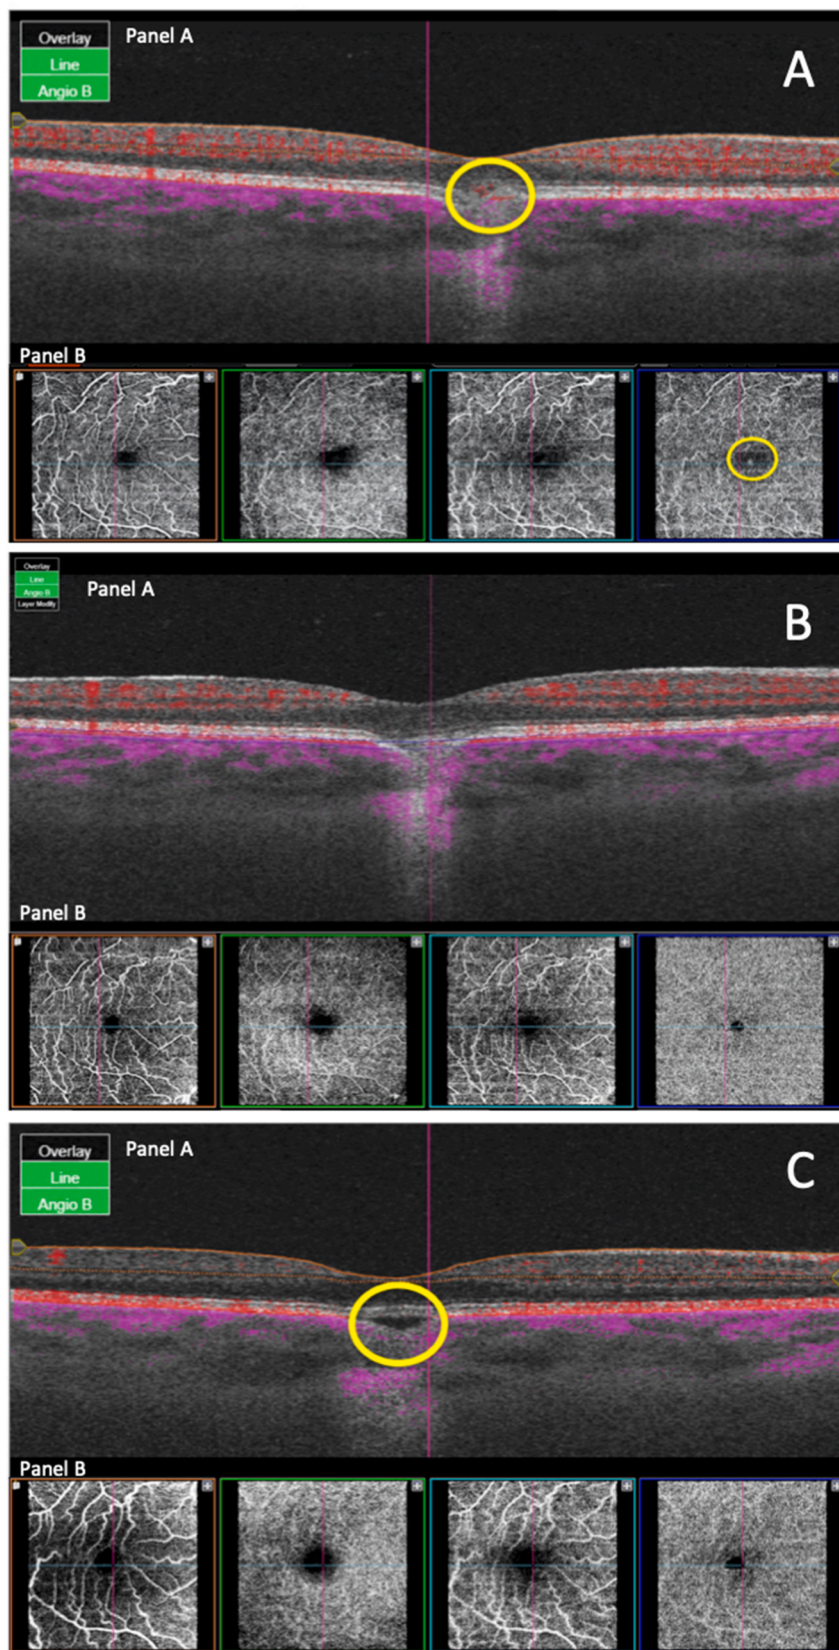 Overlay
Line
Angio B
Panel A
A
Panel B
Overlay
Line
Angio B
Layer Modify
Panel A
B
Panel B
Overlay
Line
Angio B
Panel A
C
Panel B